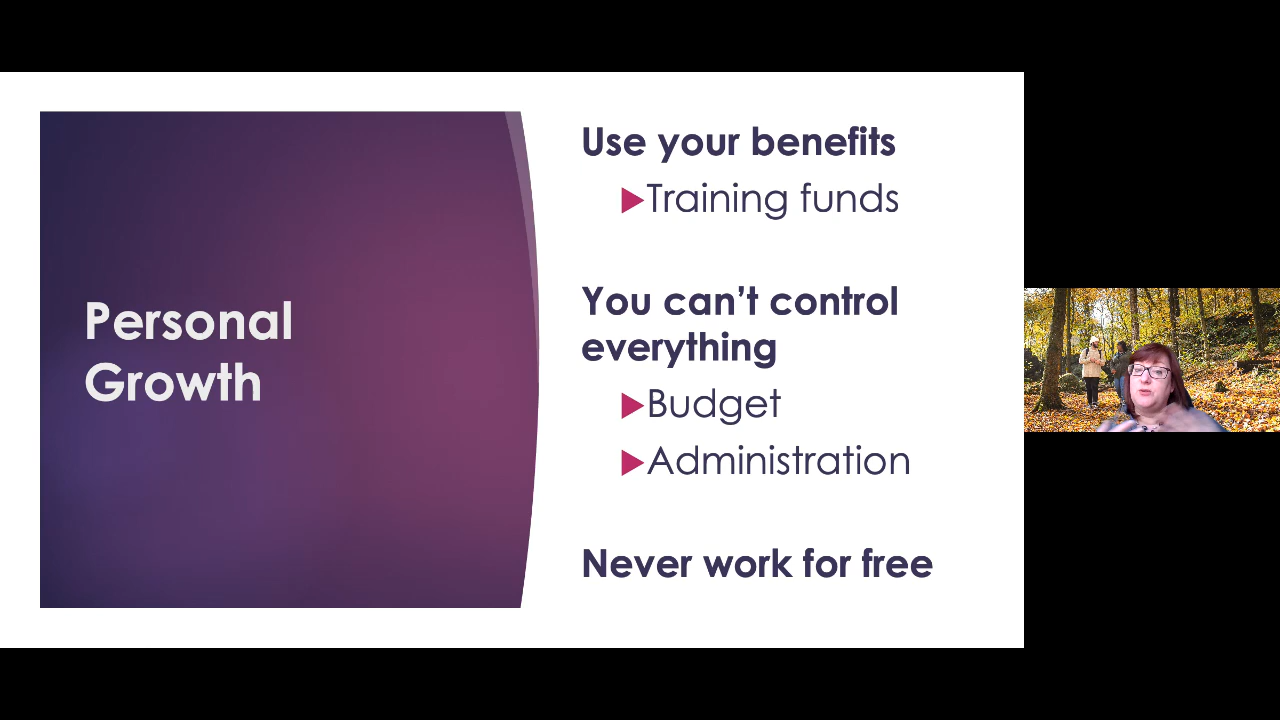 Personal
Growth
Use your benefits
Training funds
You can’t control
everything
Budget
Administration
Never work for free